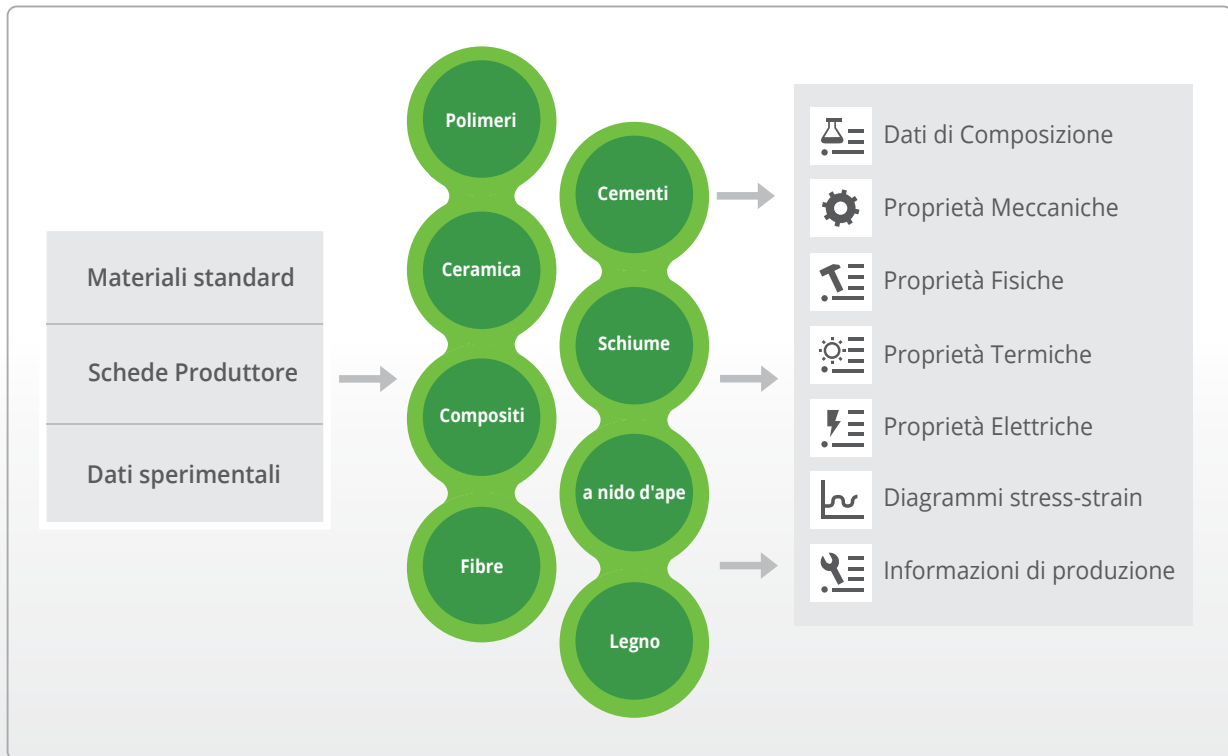 Materiali standard
Schede Produttore
Dati sperimentali
Polimeri
Ceramica
Compositi
Fibre
Cementi
Schiume
a nido d'ape
Legno
Dati di Composizione
Proprietà Meccaniche
Proprietà Fisiche
Proprietà Termiche
Proprietà Elettriche
Diagrammi stress-strain
Informazioni di produzione